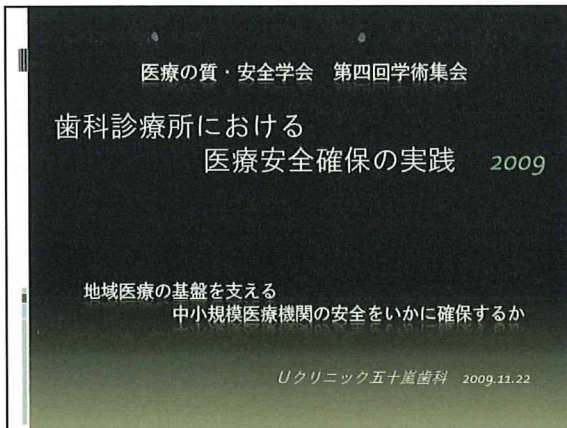 医療の質・安全学会 第四回学術集会
歯科診療所における
医療安全確保の実践 2009
地域医療の基盤を支える
中小規模医療機関の安全をいかに確保するか
Uクリニック五十嵐歯科 2009.11.22